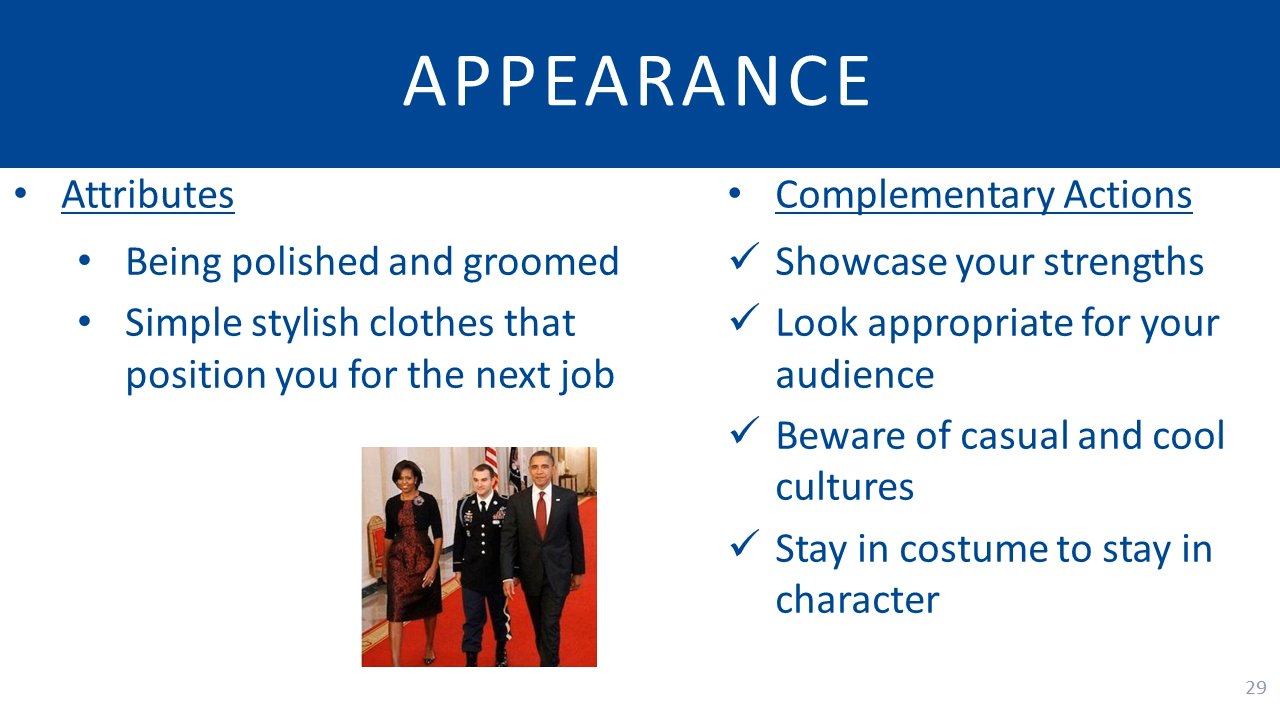 APPEARANCE
• Attributes
• Being polished and groomed
• Simple stylish clothes that
position you for the next job
• Complementary Actions
✓ Showcase your strengths
✓ Look appropriate for your
audience
✓ Beware of casual and cool
cultures
✓ Stay in costume to stay in
character
29